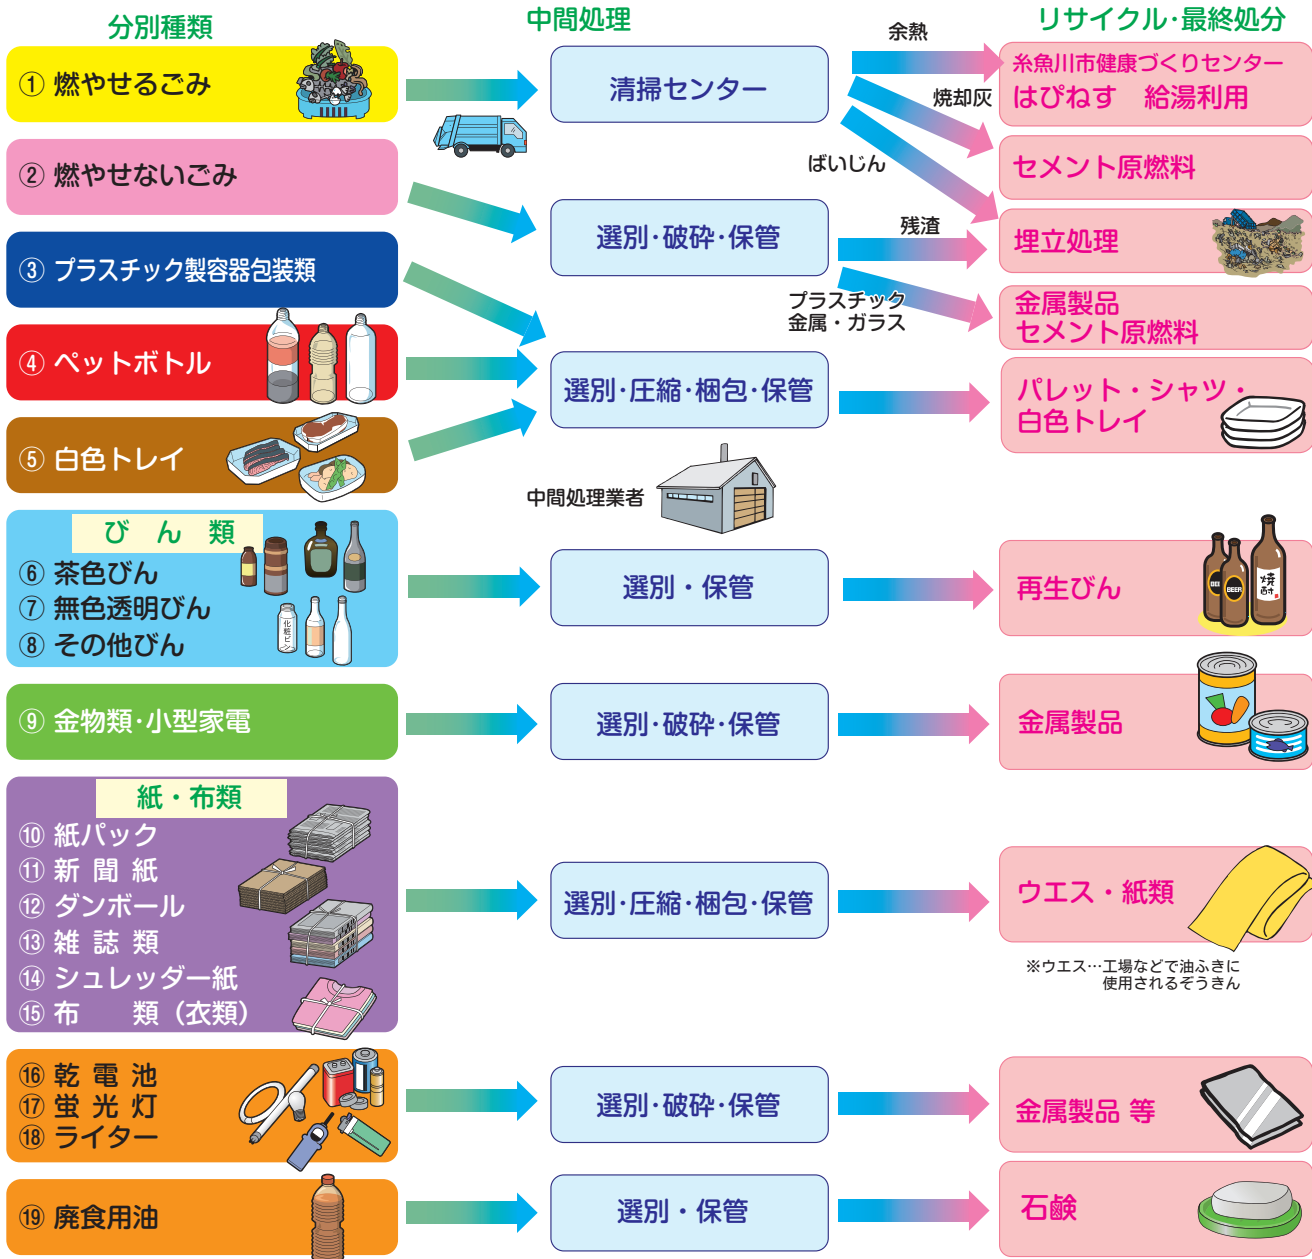 分別種類
中間処理
リサイクル・最終処分
① 燃やせるごみ
清掃センター
余熱
糸魚川市健康づくりセンター
はぴねす　給湯利用
焼却灰
セメント原燃料
ばいじん
② 燃やせないごみ
選別・破砕・保管
残渣
埋立処理
プラスチック
金属・ガラス
金属製品
セメント原燃料
③ プラスチック製容器包装類
④ ペットボトル
⑤ 白色トレイ
選別・圧縮・梱包・保管
パレット・シャツ・
白色トレイ
中間処理業者
びん類
⑥ 茶色びん
⑦ 無色透明びん
⑧ その他びん
化粧ビン
選別・保管
再生びん
BEER
BEER
焼酎
⑨ 金物類・小型家電
選別・破砕・保管
金属製品
紙・布類
⑩ 紙パック
⑪ 新聞紙
⑫ ダンボール
⑬ 雑誌類
⑭ シュレッダー紙
⑮ 布　　類（衣類）
選別・圧縮・梱包・保管
ウエス・紙類
※ウエス…工場などで油ふきに
使用されるぞうきん
⑯ 乾電池
⑰ 蛍光灯
⑱ ライター
選別・破砕・保管
金属製品 等
⑲ 廃食用油
選別・保管
石鹸